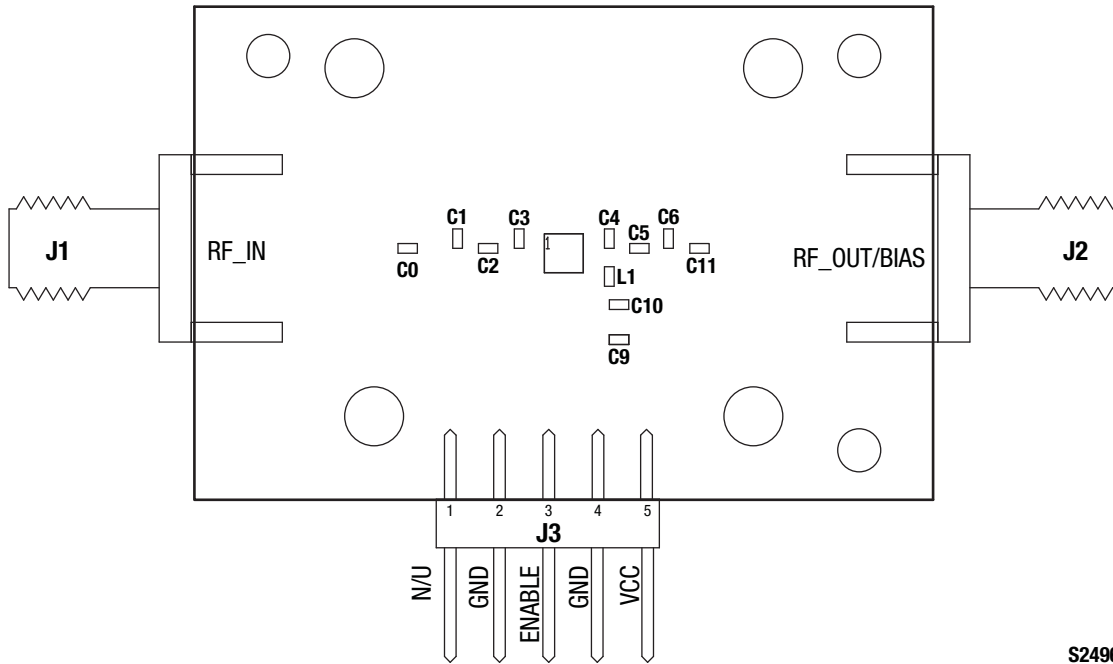 C1 C3 C4 C6
J1 RF_IN 1 C5 RF_OUT/BIAS J2
C0 C2 C11
L1
C10
C9
1 2 3 4 5
J3
N/U GND ENABLE GND VCC